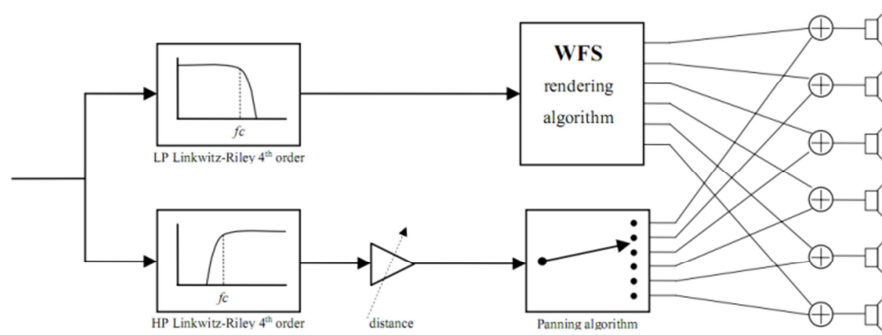 fc
LP Linkwitz-Riley 4th order
WFS
rendering
algorithm
fc
HP Linkwitz-Riley 4th order
distance
Panning algorithm